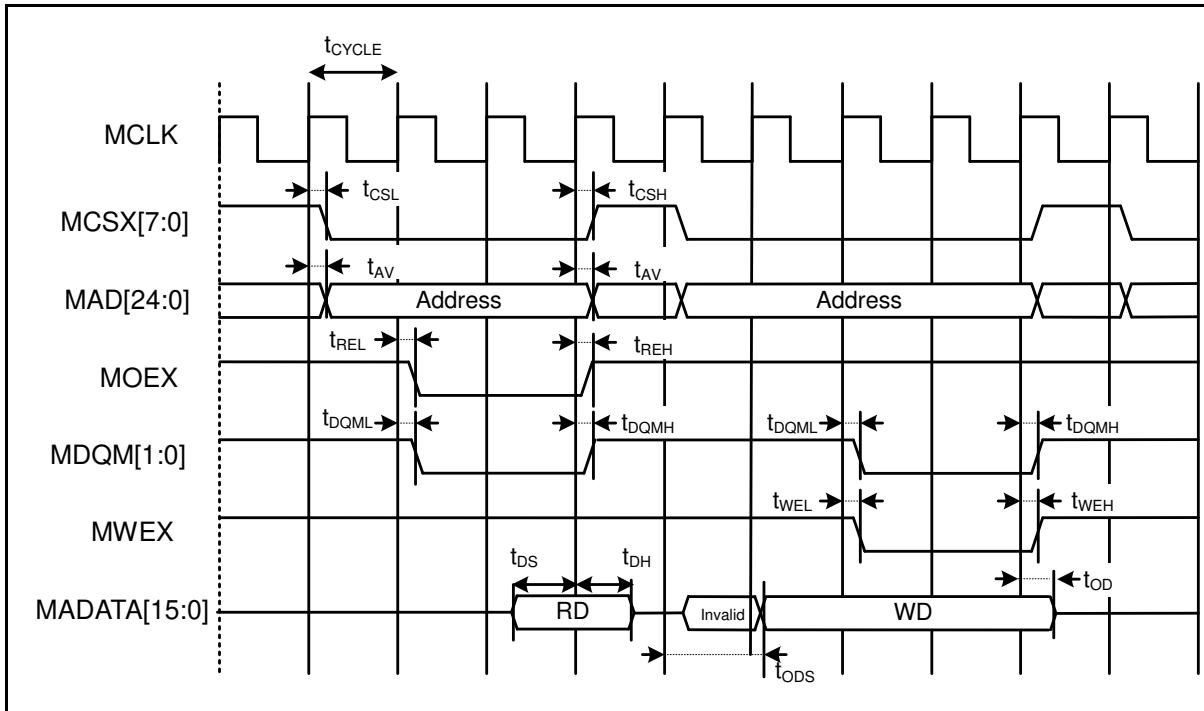 tCYCLE
MCLK
tCSL
tCSH
MCSX[7:0]
tAV
tAV
MAD[24:0]
Address
Address
tREL
tREH
MOEX
tDQML
tDQMH
tDQML
tDQMH
MDQM[1:0]
tWEL
tWEH
MWEX
tDS
tDH
tOD
MADATA[15:0]
RD
Invalid
WD
tODS